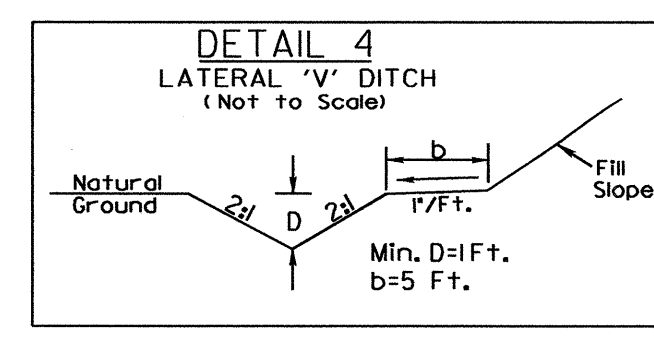 DETAIL 4
LATERAL 'V' DITCH
(Not to Scale)
b
Natural
Ground
2:1
D
2:1
1"/Ft.
Fill
Slope
Min. D=1Ft.
b=5 Ft.